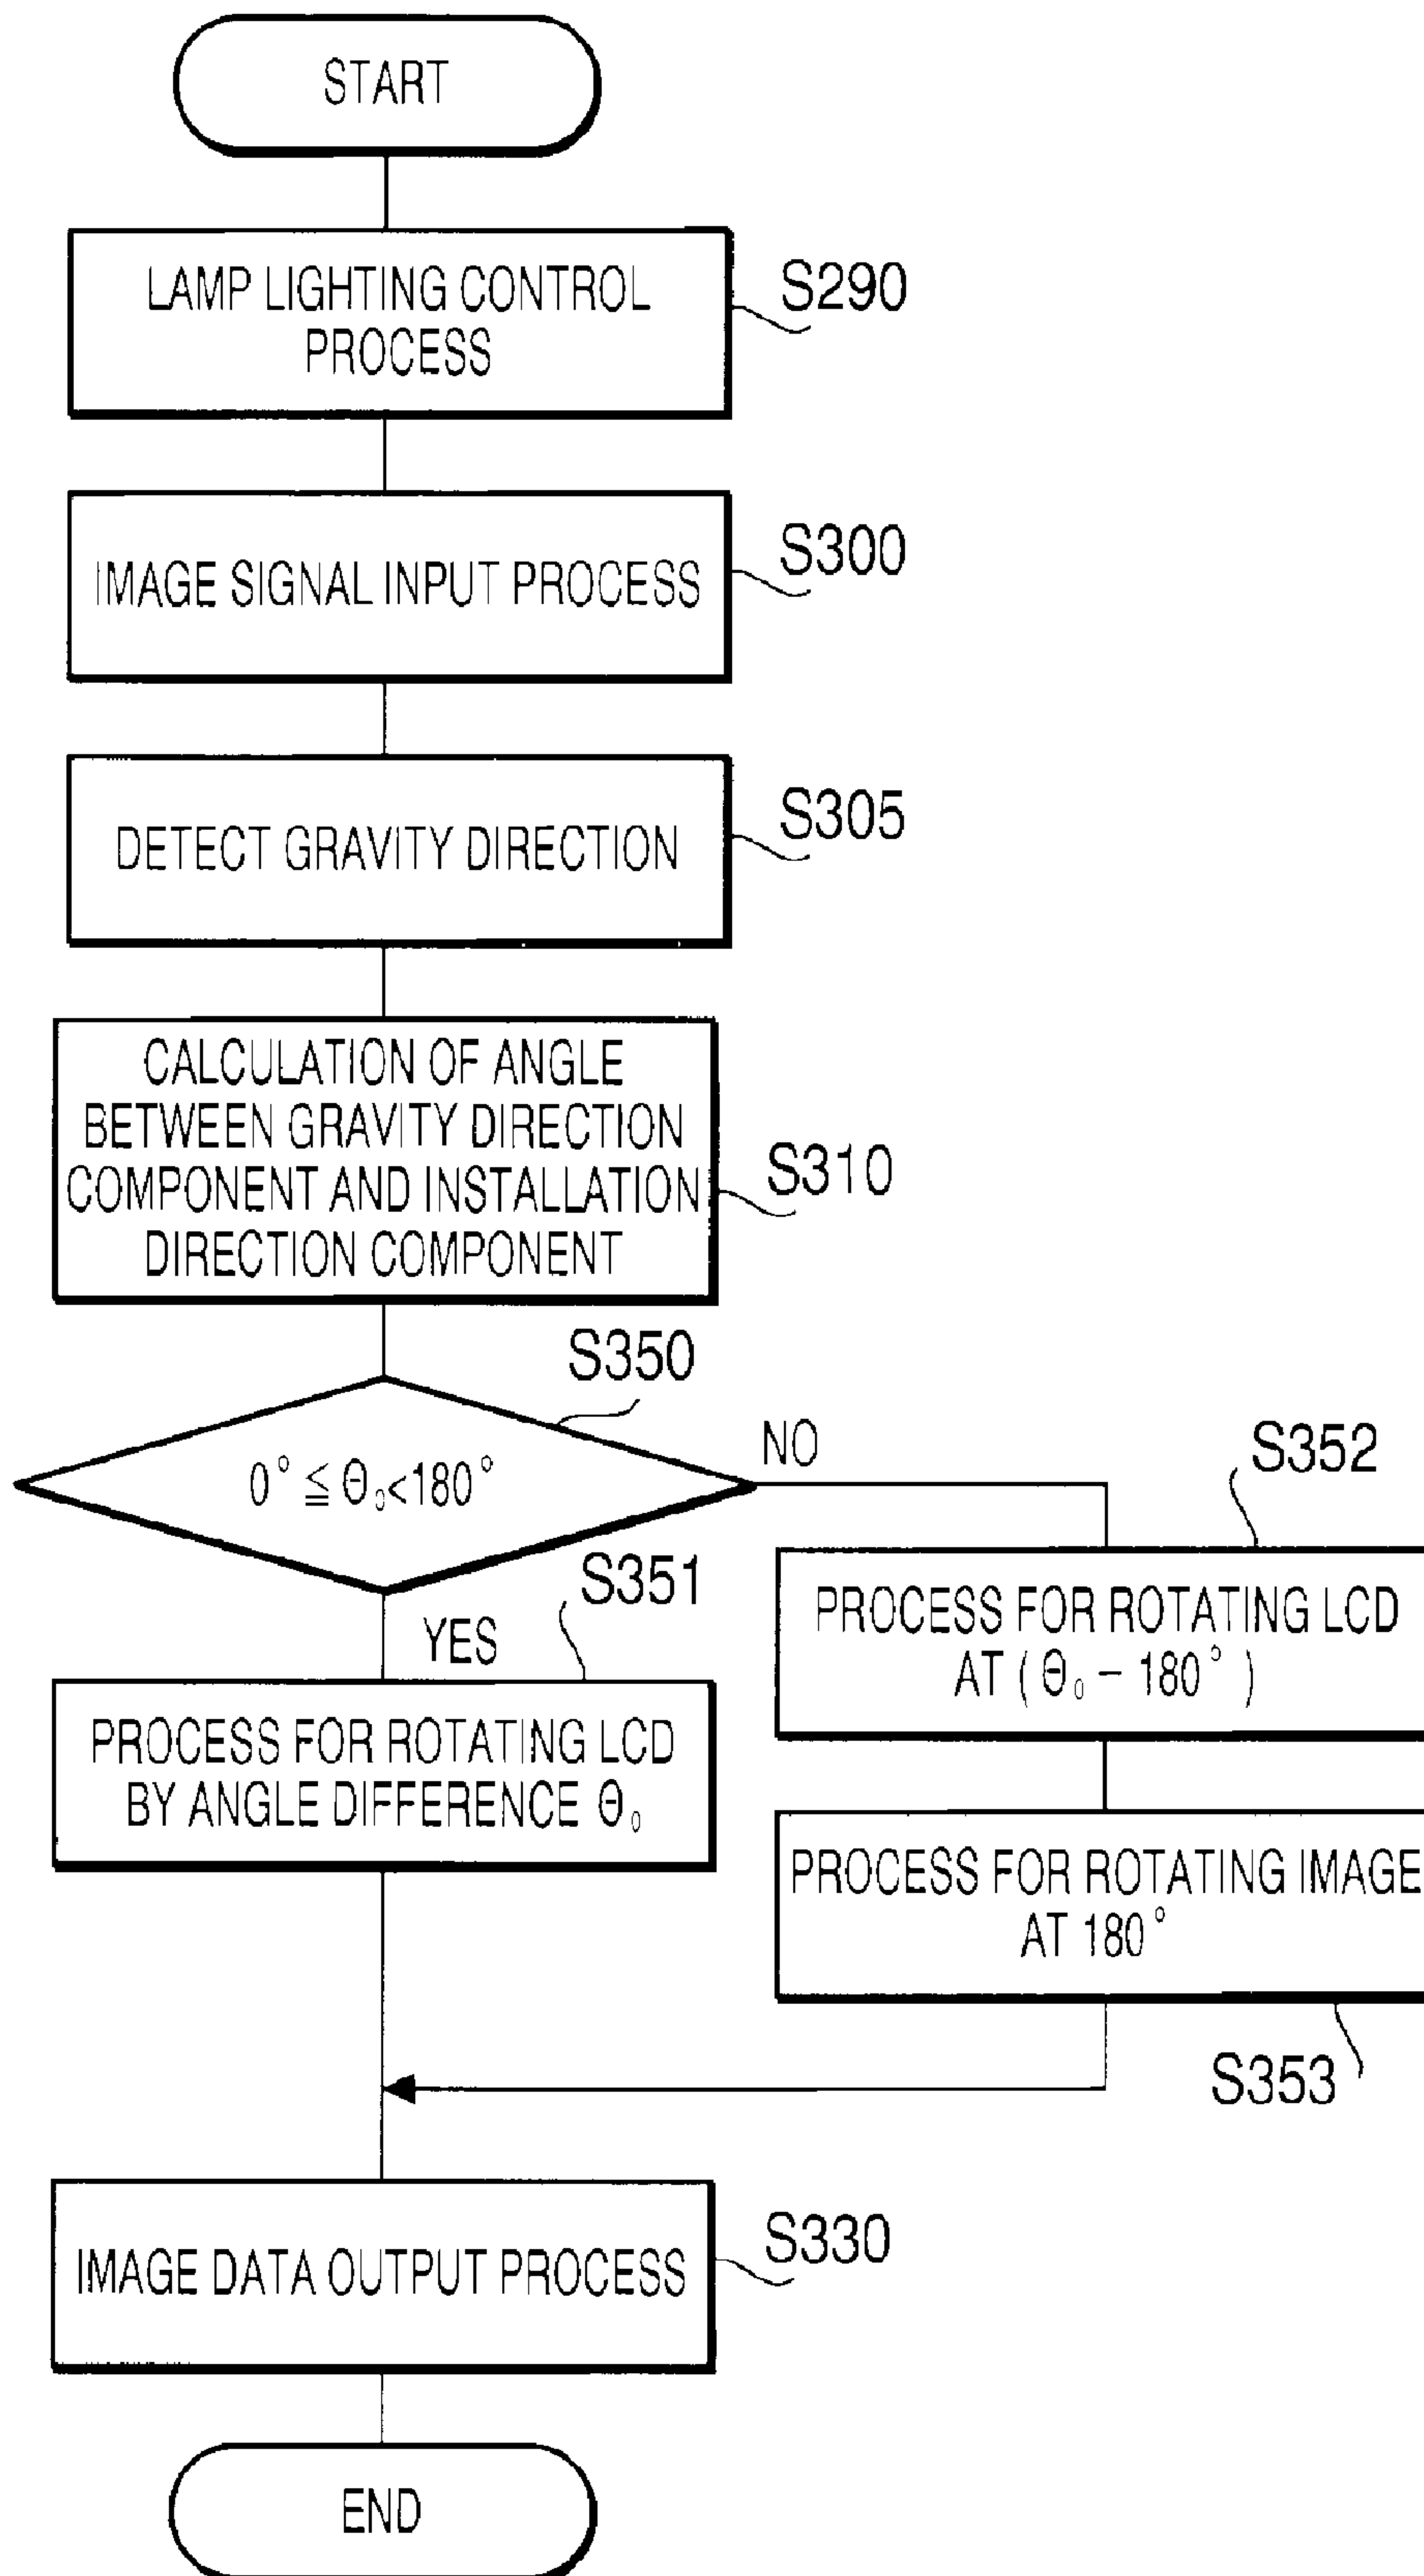 START
LAMP LIGHTING CONTROL
PROCESS
S290
IMAGE SIGNAL INPUT PROCESS
S300
DETECT GRAVITY DIRECTION
S305
CALCULATION OF ANGLE
BETWEEN GRAVITY DIRECTION
COMPONENT AND INSTALLATION
DIRECTION COMPONENT
S310
S350
0° ≦ θ₀<180°
NO
YES
S351
PROCESS FOR ROTATING LCD
BY ANGLE DIFFERENCE θ₀
S352
PROCESS FOR ROTATING LCD
AT (θ₀ − 180°)
PROCESS FOR ROTATING IMAGE
AT 180°
S353
IMAGE DATA OUTPUT PROCESS
S330
END